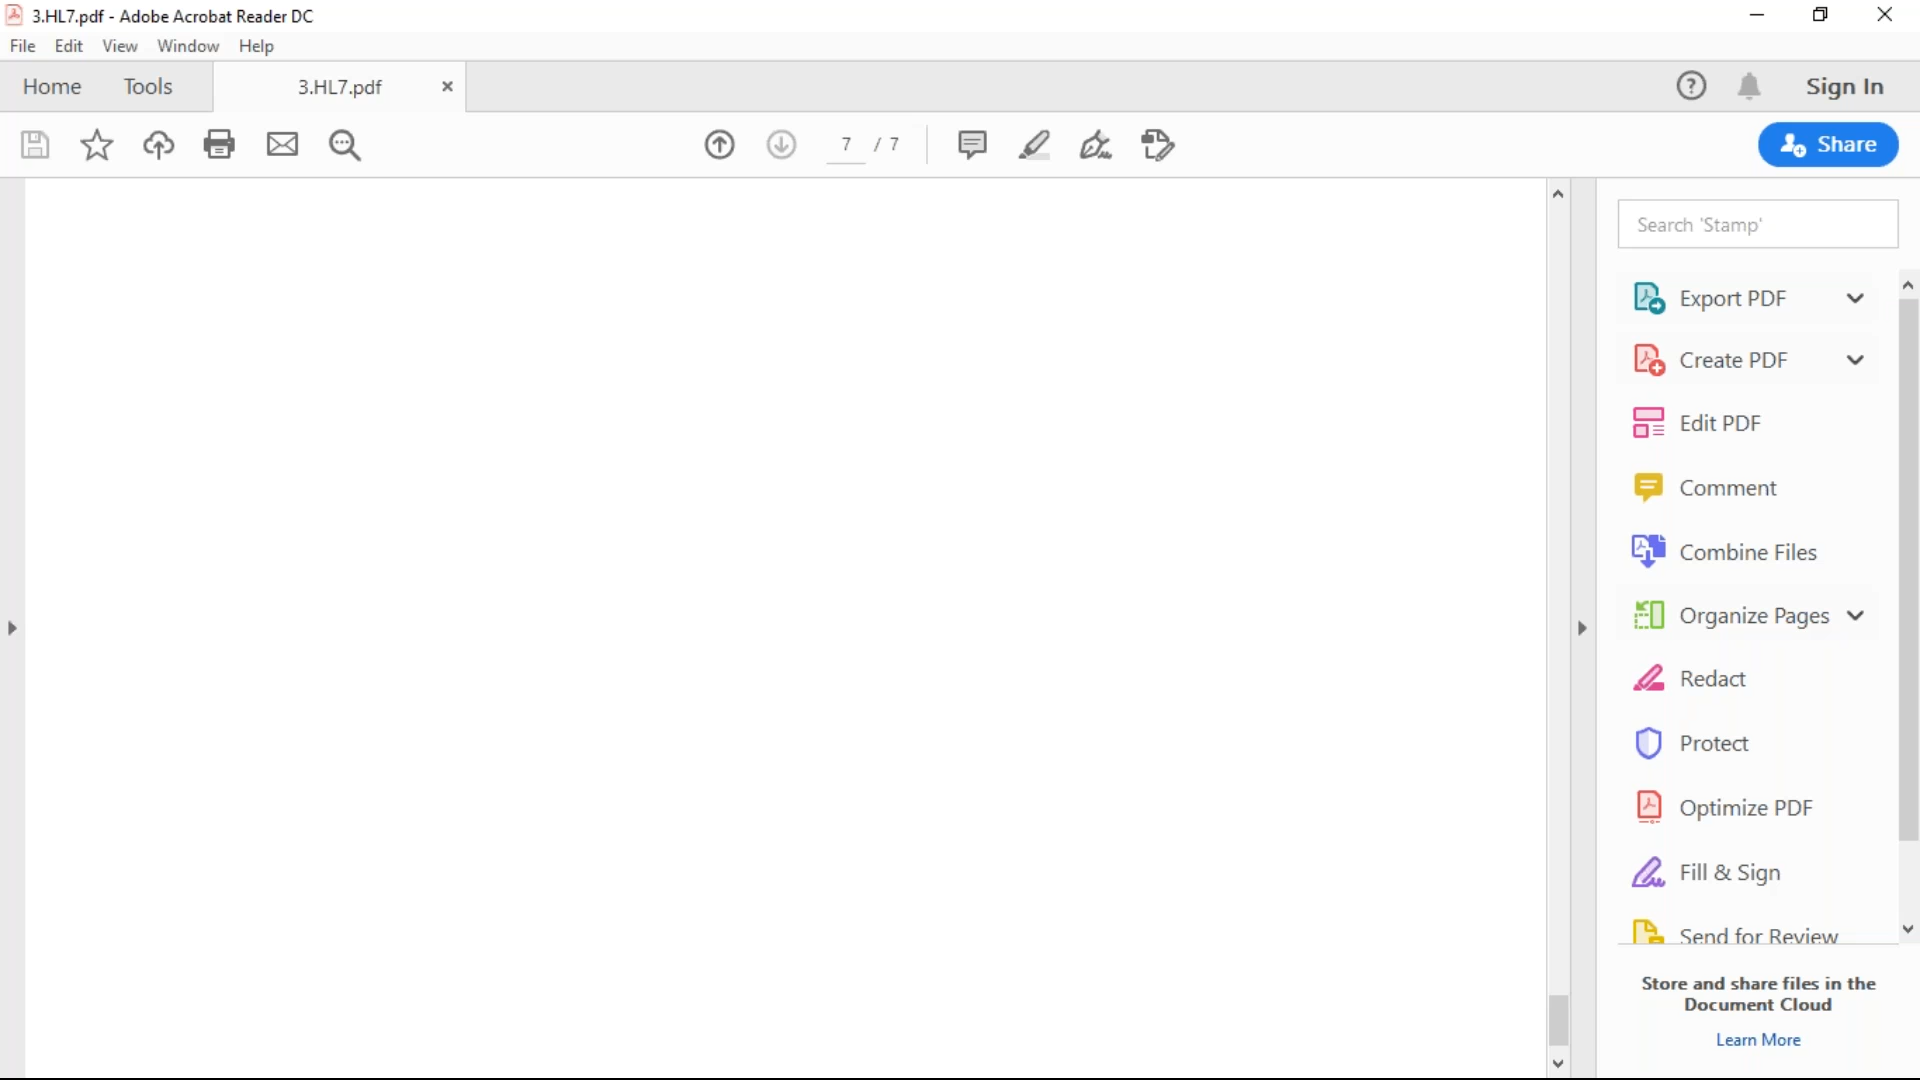 3.HL7.pdf - Adobe Acrobat Reader DC
File Edit View Window Help
Home Tools 3.HL7.pdf × Sign In
7 / 7 Share
Search 'Stamp'
Export PDF
Create PDF
Edit PDF
Comment
Combine Files
Organize Pages
Redact
Protect
Optimize PDF
Fill & Sign
Send for Review
Store and share files in the
Document Cloud
Learn More